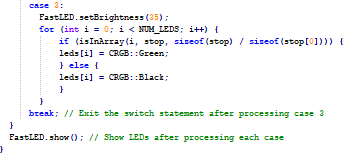 case 3:
FastLED.setBrightness(35);
for (int i = 0; i < NUM_LEDS; i++) {
if (isInArray(i, stop, sizeof(stop) / sizeof(stop[0]))) {
leds[i] = CRGB::Green;
} else {
leds[i] = CRGB::Black;
}
}
break; // Exit the switch statement after processing case 3
}
FastLED.show(); // Show LEDs after processing each case
}